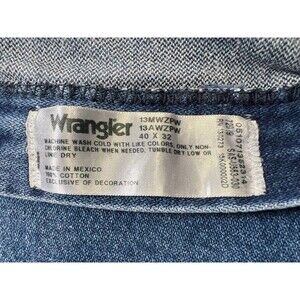 Wrangler
13MWZPW
13AWZPW
40 X 32
MACHINE WASH COLD WITH LIKE COLORS, ONLY NON-
CHLORINE BLEACH WHEN NEEDED, TUMBLE DRY LOW OR
LINE DRY
MADE IN MEXICO
100% COTTON
EXCLUSIVE OF DECORATION